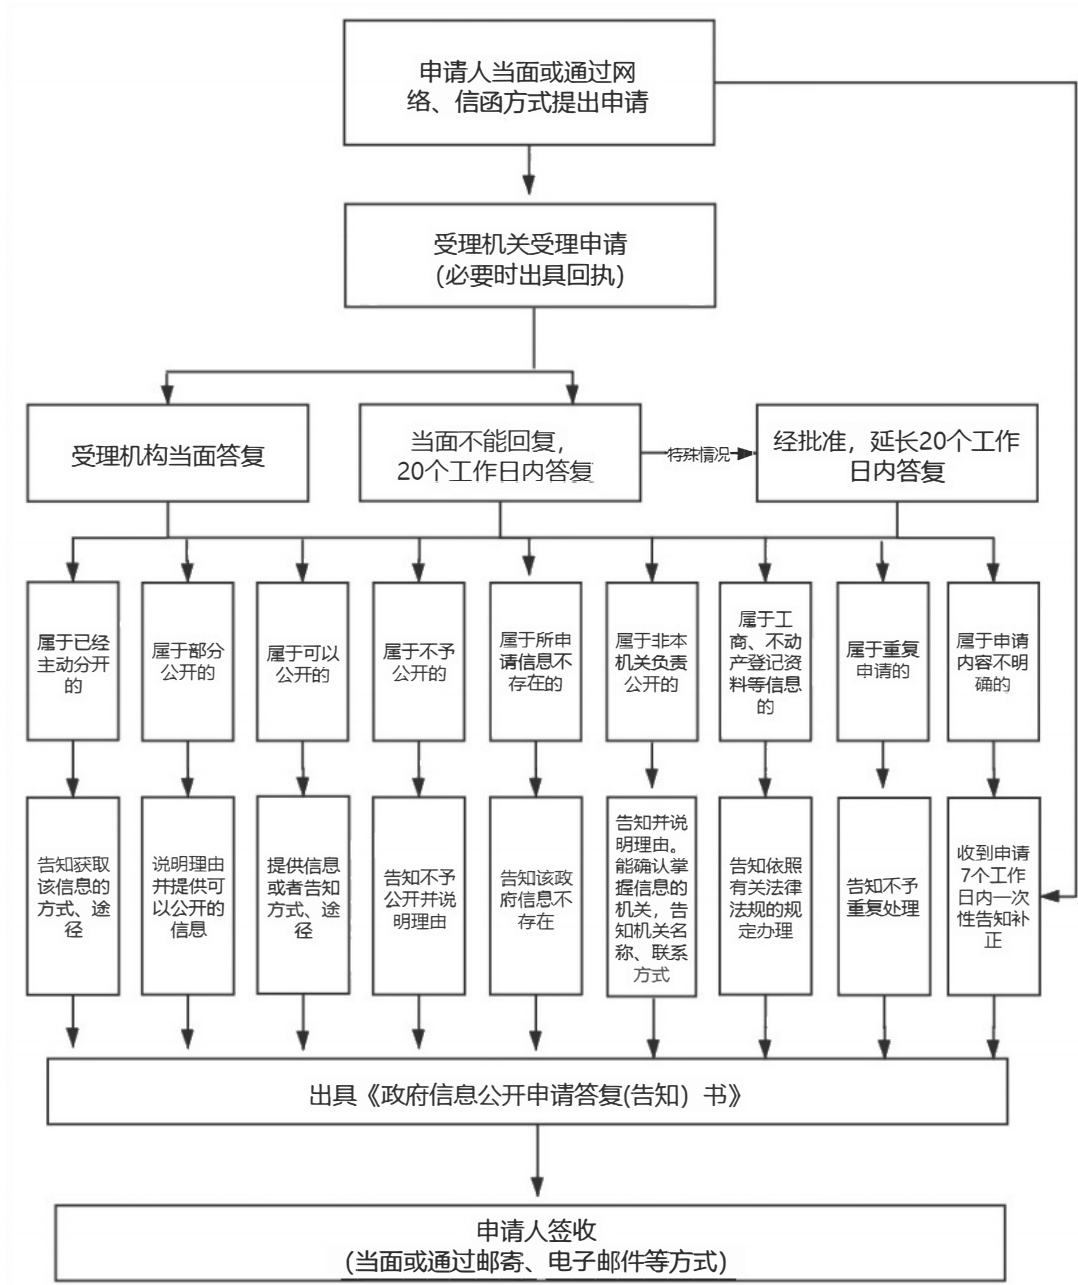 申请人当面或通过网
络、信函方式提出申请
受理机关受理申请
(必要时出具回执)
受理机构当面答复
当面不能回复，
20个工作日内答复
特殊情况
经批准，延长20个工作
日内答复
属于已经
主动分开
的
属于部分
公开的
属于可以
公开的
属于不予
公开的
属于所申
请信息不
存在的
属于非本
机关负责
公开的
属于工
商、不动
产登记资
料等信息
的
属于重复
申请的
属于申请
内容不明
确的
告知获取
该信息的
方式、途
径
说明理由
并提供可
以公开的
信息
提供信息
或者告知
方式、途
径
告知不予
公开并说
明理由
告知该政
府信息不
存在
告知并说
明理由。
能确认掌
握信息的
机关，告
知机关名
称、联系
方式
告知依照
有关法律
法规的规
定办理
告知不予
重复处理
收到申请
7个工作
日内一次
性告知补
正
出具《政府信息公开申请答复(告知）书》
申请人签收
(当面或通过邮寄、电子邮件等方式)